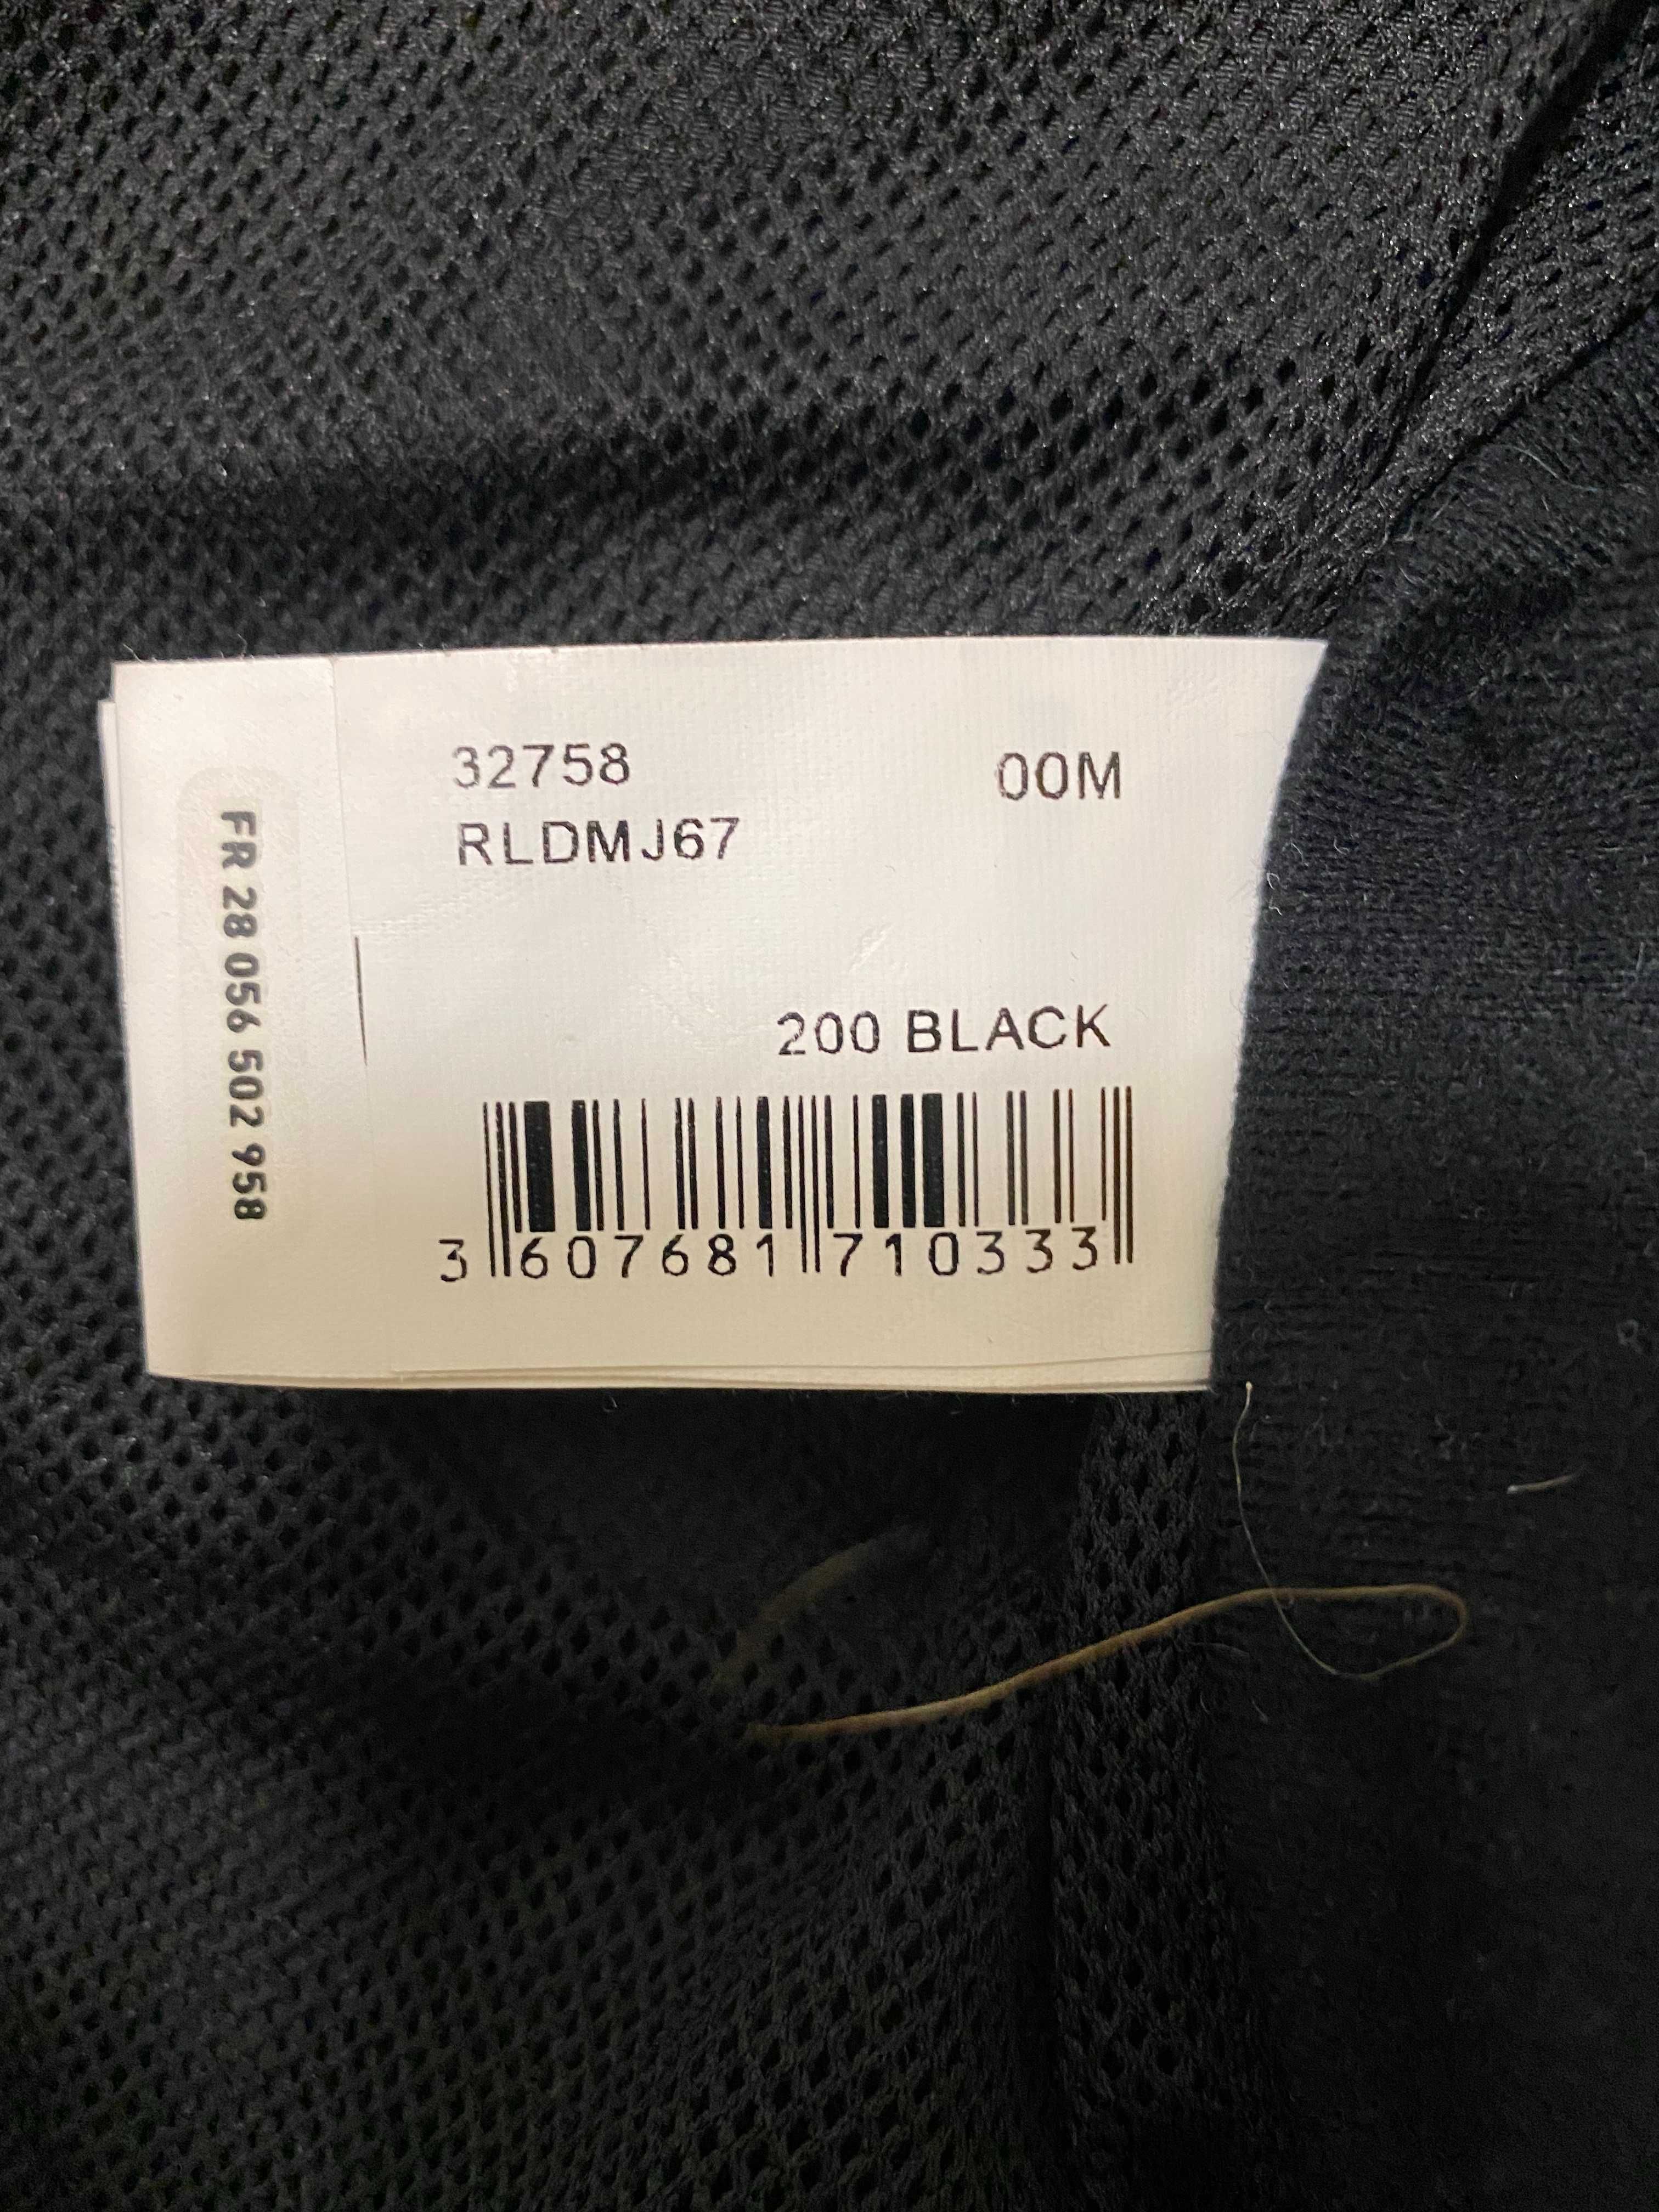 32758 00M
RLDMJ67
200 BLACK
3 607681 710333
FR 28 056 502 958